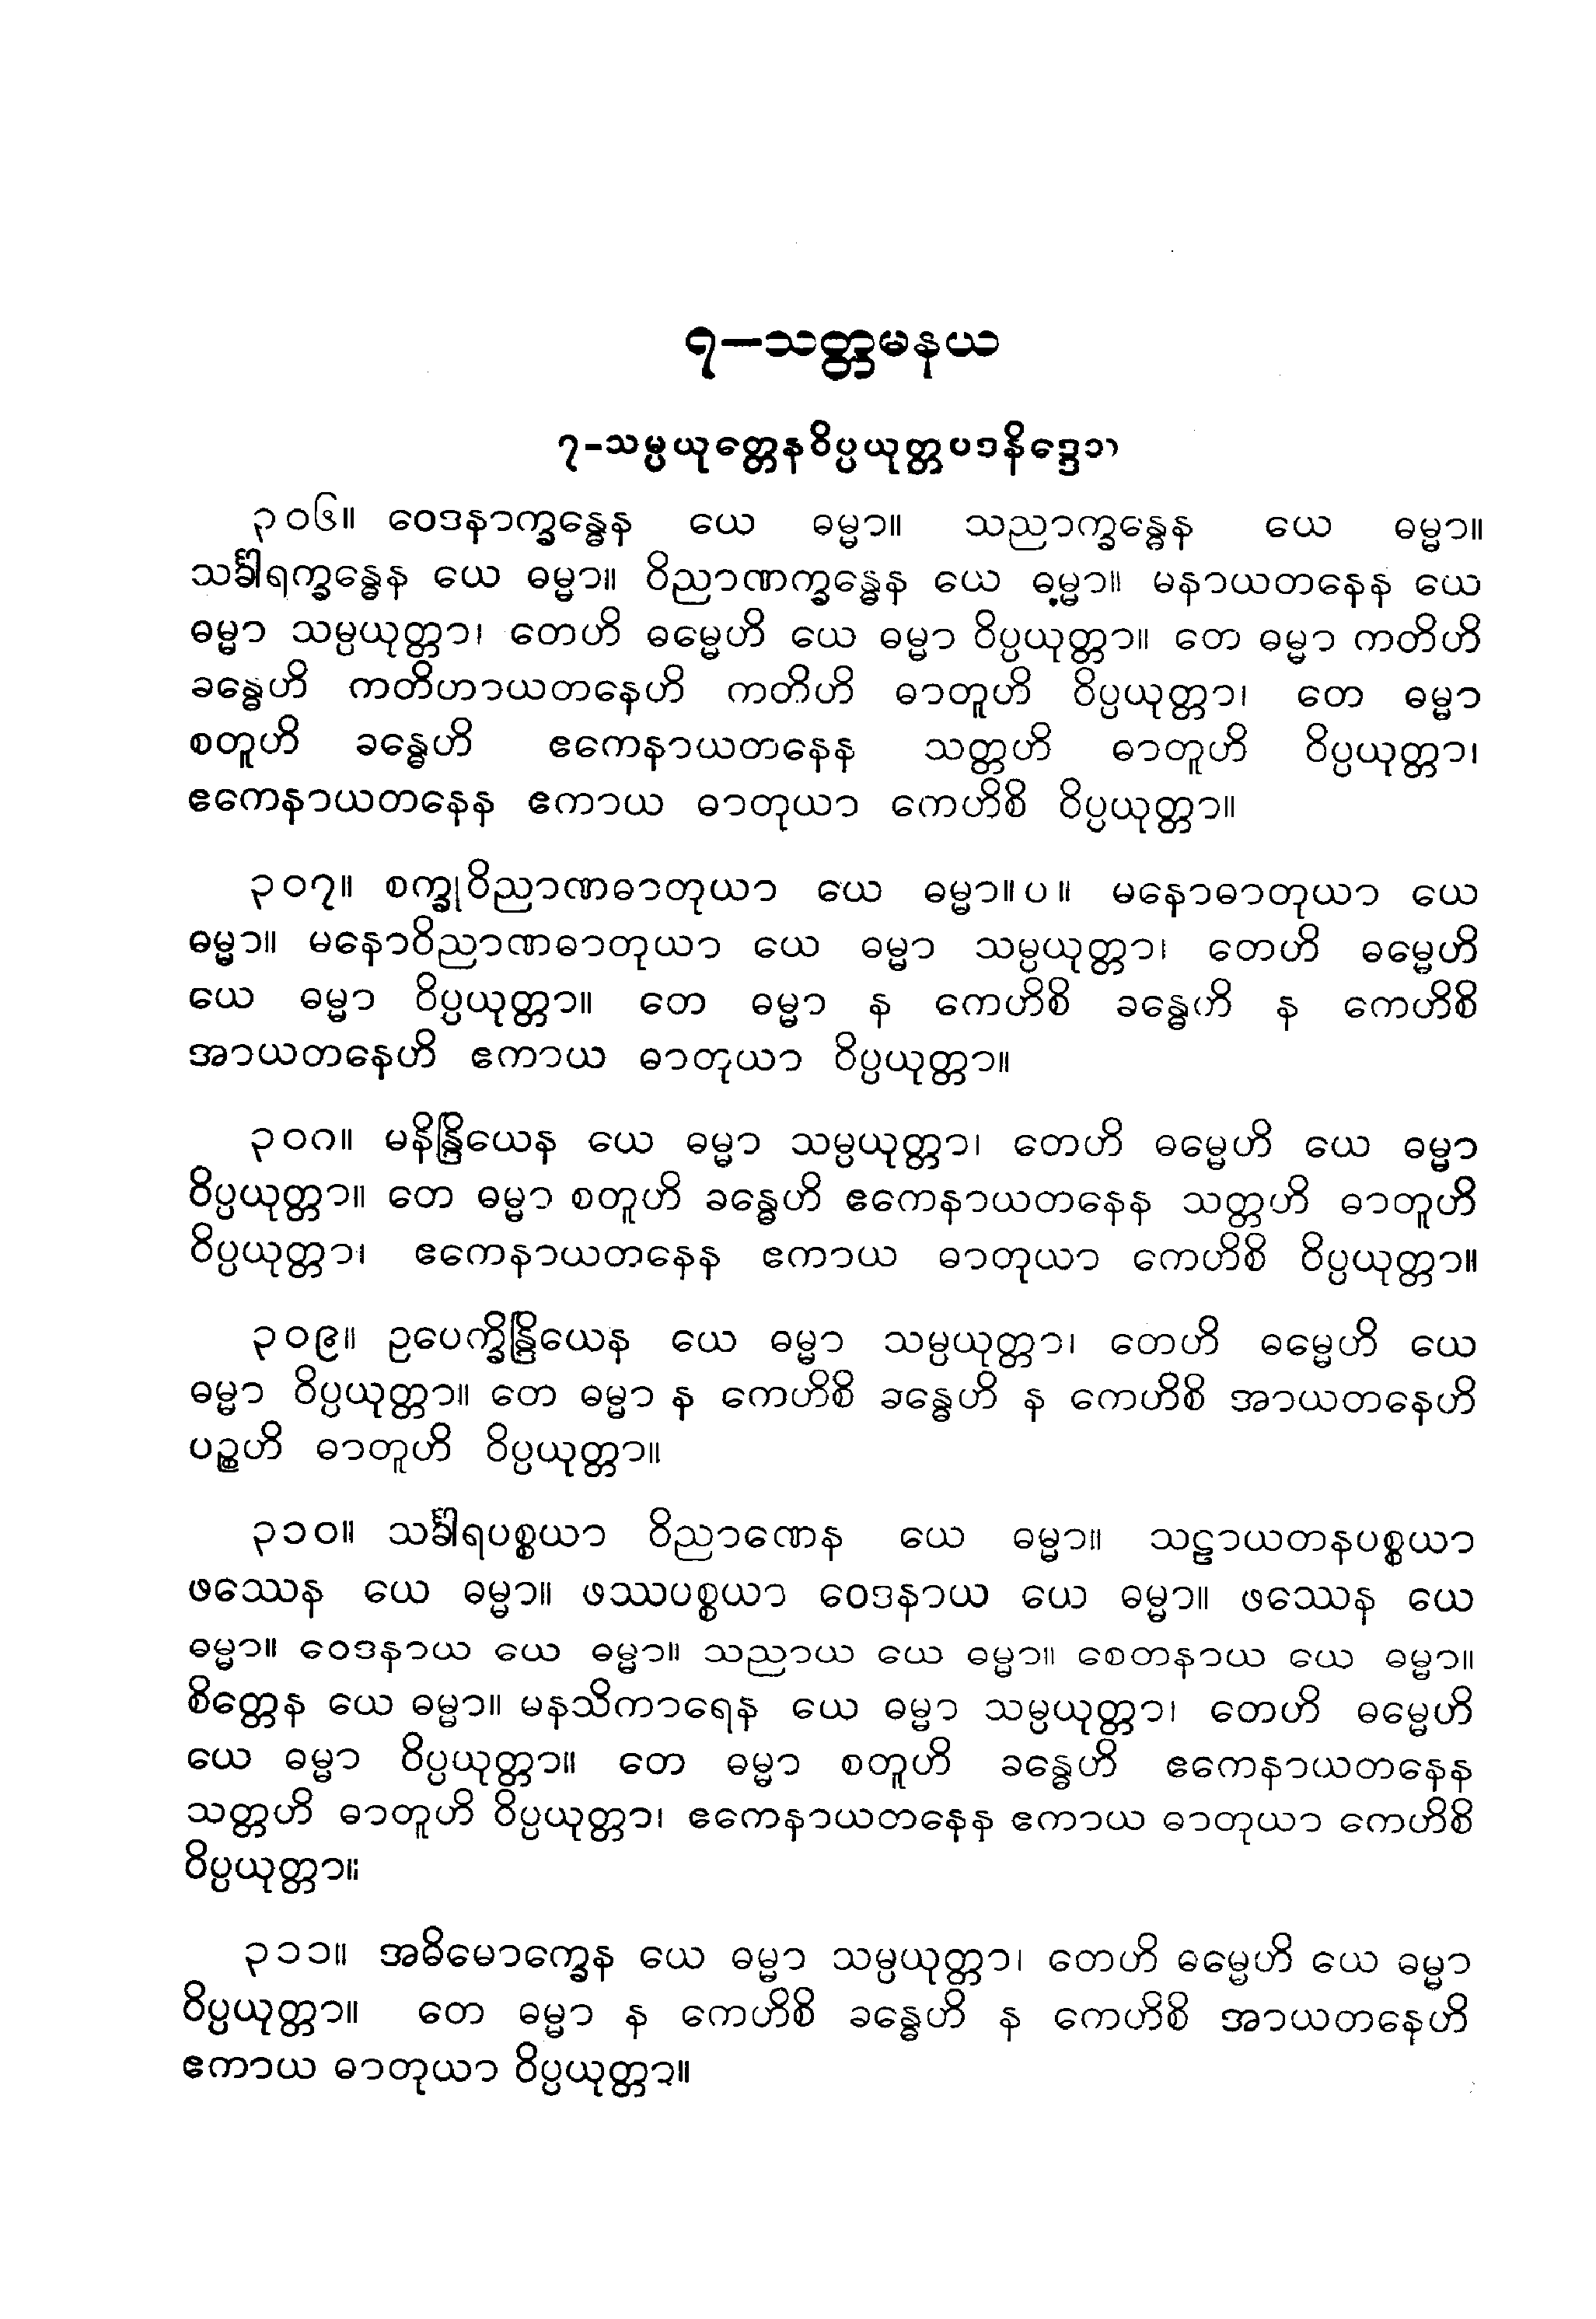 ၇—သတ္တမနယ
၇-သမ္ပယုတ္တေနဝိပ္ပယုတ္တပဒနိဒ္ဒေသ
၃၀၆။ ဝေဒနာက္ခန္ဓေန ယေ ဓမ္မာ။ သညာက္ခန္ဓေန ယေ ဓမ္မာ။
သင်္ခါရက္ခန္ဓေန ယေ ဓမ္မာ။ ဝိညာဏက္ခန္ဓေန ယေ ဓမ္မာ။ မနာယတနေန ယေ
ဓမ္မာ သမ္ပယုတ္တာ၊ တေဟိ ဓမ္မေဟိ ယေ ဓမ္မာ ဝိပ္ပယုတ္တာ။ တေ ဓမ္မာ ကတိဟိ
ခန္ဓေဟိ ကတိဟာယတနေဟိ ကတိဟိ ဓာတူဟိ ဝိပ္ပယုတ္တာ၊ တေ ဓမ္မာ
စတူဟိ ခန္ဓေဟိ ဧကေနာယတနေန သတ္တဟိ ဓာတူဟိ ဝိပ္ပယုတ္တာ၊
ဧကေနာယတနေန ဧကာယ ဓာတုယာ ကေဟိစိ ဝိပ္ပယုတ္တာ။
၃၀၇။ စက္ခုဝိညာဏဓာတုယာ ယေ ဓမ္မာ။ပ။ မနောဓာတုယာ ယေ
ဓမ္မာ။ မနောဝိညာဏဓာတုယာ ယေ ဓမ္မာ သမ္ပယုတ္တာ၊ တေဟိ ဓမ္မေဟိ
ယေ ဓမ္မာ ဝိပ္ပယုတ္တာ။ တေ ဓမ္မာ န ကေဟိစိ ခန္ဓေဟိ န ကေဟိစိ
အာယတနေဟိ ဧကာယ ဓာတုယာ ဝိပ္ပယုတ္တာ။
၃၀၈။ မနိန္ဒြိယေန ယေ ဓမ္မာ သမ္ပယုတ္တာ၊ တေဟိ ဓမ္မေဟိ ယေ ဓမ္မာ
ဝိပ္ပယုတ္တာ။ တေ ဓမ္မာ စတူဟိ ခန္ဓေဟိ ဧကေနာယတနေန သတ္တဟိ ဓာတူဟိ
ဝိပ္ပယုတ္တာ၊ ဧကေနာယတနေန ဧကာယ ဓာတုယာ ကေဟိစိ ဝိပ္ပယုတ္တာ။
၃၀၉။ ဥပေက္ခိန္ဒြိယေန ယေ ဓမ္မာ သမ္ပယုတ္တာ၊ တေဟိ ဓမ္မေဟိ ယေ
ဓမ္မာ ဝိပ္ပယုတ္တာ။ တေ ဓမ္မာ န ကေဟိစိ ခန္ဓေဟိ န ကေဟိစိ အာယတနေဟိ
ပဉ္စဟိ ဓာတူဟိ ဝိပ္ပယုတ္တာ။
၃၁၀။ သင်္ခါရပစ္စယာ ဝိညာဏေန ယေ ဓမ္မာ။ သဠာယတနပစ္စယာ
ဖဿေန ယေ ဓမ္မာ။ ဖဿပစ္စယာ ဝေဒနာယ ယေ ဓမ္မာ။ ဖဿေန ယေ
ဓမ္မာ။ ဝေဒနာယ ယေ ဓမ္မာ။ သညာယ ယေ ဓမ္မာ။ စေတနာယ ယေ ဓမ္မာ။
စိတ္တေန ယေ ဓမ္မာ။ မနသိကာရေန ယေ ဓမ္မာ သမ္ပယုတ္တာ၊ တေဟိ ဓမ္မေဟိ
ယေ ဓမ္မာ ဝိပ္ပယုတ္တာ။ တေ ဓမ္မာ စတူဟိ ခန္ဓေဟိ ဧကေနာယတနေန
သတ္တဟိ ဓာတူဟိ ဝိပ္ပယုတ္တာ၊ ဧကေနာယတနေန ဧကာယ ဓာတုယာ ကေဟိစိ
ဝိပ္ပယုတ္တာ။
၃၁၁။ အဓိမောက္ခေန ယေ ဓမ္မာ သမ္ပယုတ္တာ၊ တေဟိ ဓမ္မေဟိ ယေ ဓမ္မာ
ဝိပ္ပယုတ္တာ။ တေ ဓမ္မာ န ကေဟိစိ ခန္ဓေဟိ န ကေဟိစိ အာယတနေဟိ
ဧကာယ ဓာတုယာ ဝိပ္ပယုတ္တာ။